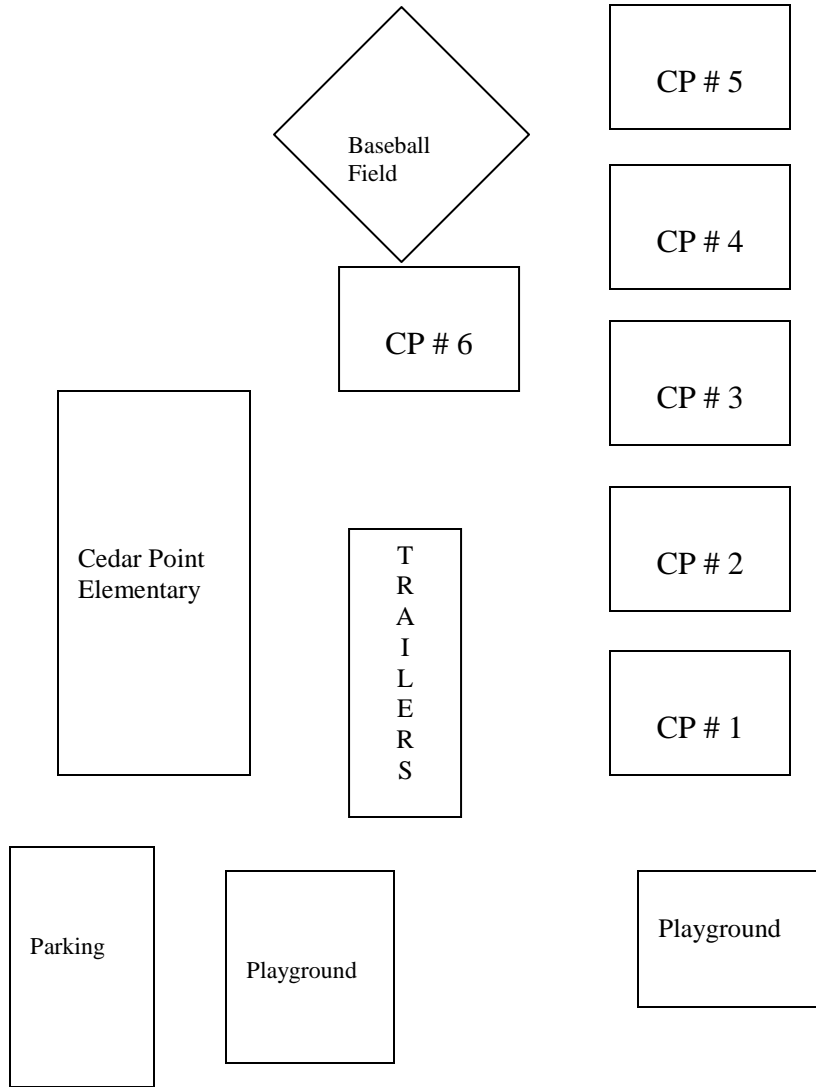 CP # 5
Baseball
Field
CP # 4
CP # 6
CP # 3
Cedar Point
Elementary
T
R
A
I
L
E
R
S
CP # 2
CP # 1
Parking
Playground
Playground